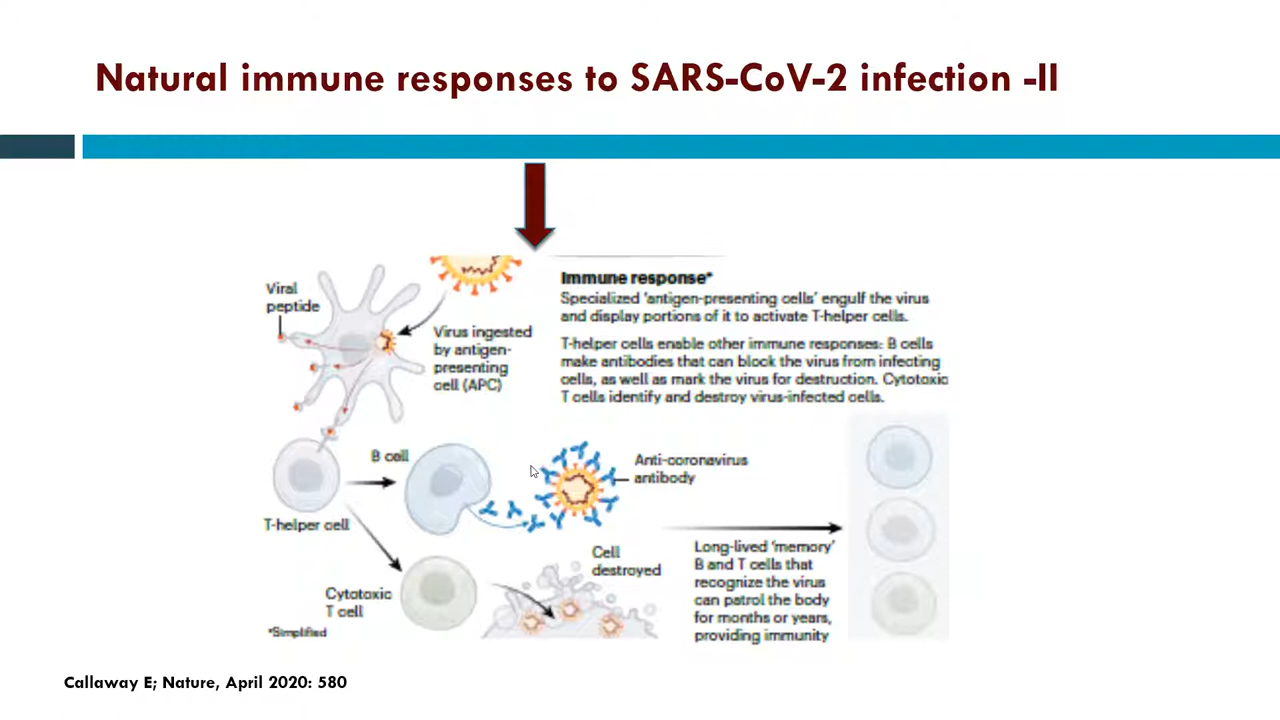 Natural immune responses to SARS-CoV-2 infection -II
Viral
peptide
Virus ingested
by antigen-
presenting
cell (APC)
Immune response*
Specialized 'antigen-presenting cells' engulf the virus
and display portions of it to activate T-helper cells.
T-helper cells enable other immune responses: B cells
make antibodies that can block the virus from infecting
cells, as well as mark the virus for destruction. Cytotoxic
T cells identify and destroy virus-infected cells.
B cell
Anti-coronavirus
antibody
T-helper cell
Cell
destroyed
Cytotoxic
T cell
Long-lived 'memory'
B and T cells that
recognize the virus
can patrol the body
for months or years,
providing immunity
*Simplified
Callaway E; Nature, April 2020: 580